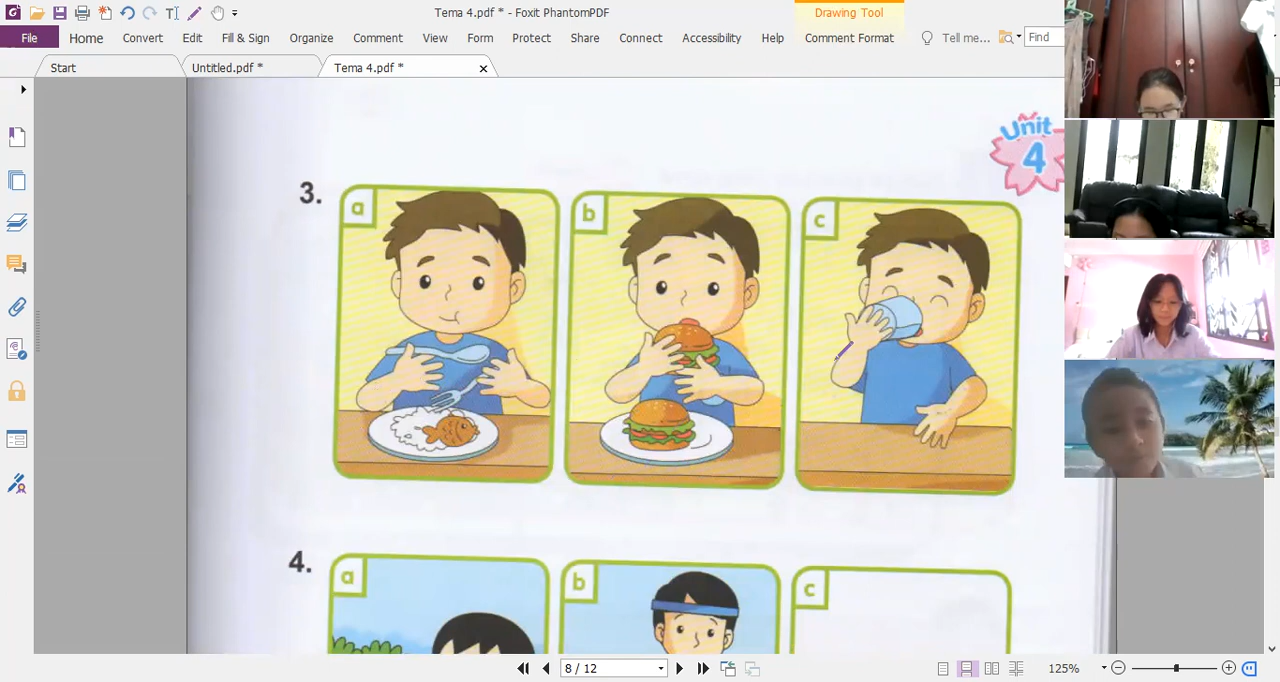 Tema 4.pdf * - Foxit PhantomPDF
Drawing Tool
File Home Convert Edit Fill & Sign Organize Comment View Form Protect Share Connect Accessibility Help Comment Format Tell me... Find
Start Untitled.pdf * Tema 4.pdf *
Unit
4
3.
a b c
4.
a b c
8 / 12
125%